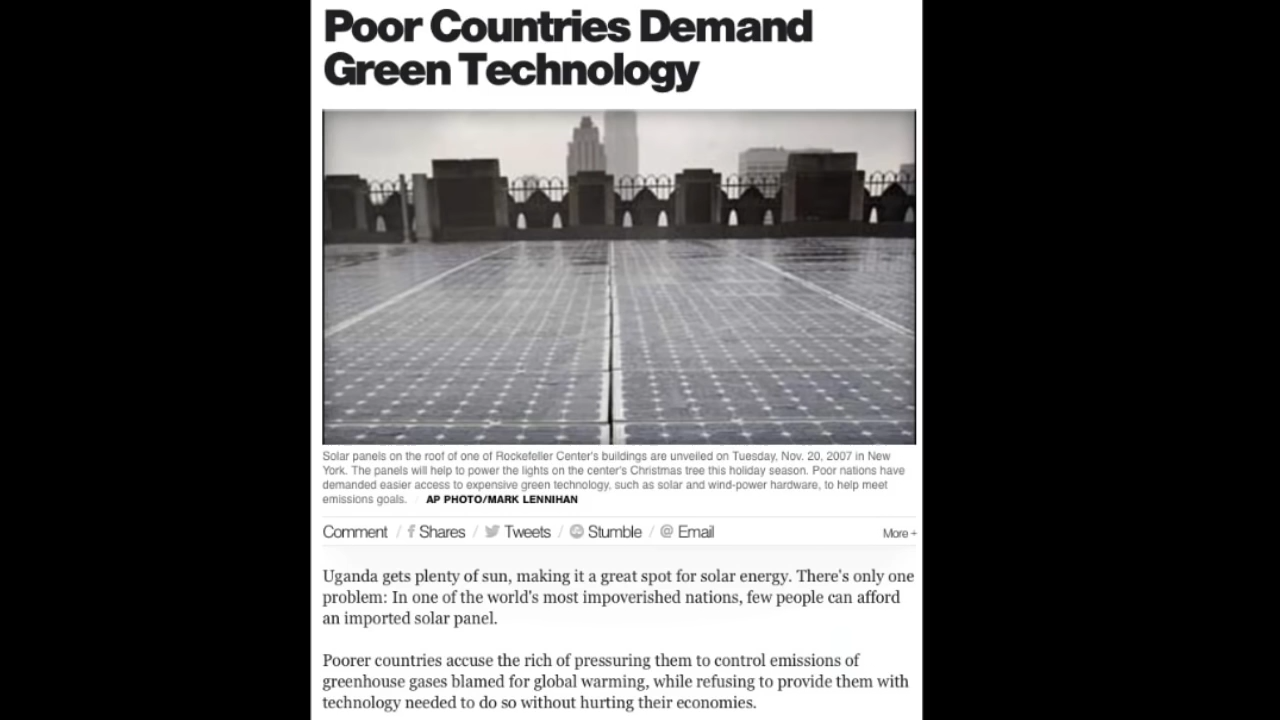 Poor Countries Demand
Green Technology
Solar panels on the roof of one of Rockefeller Center's buildings are unveiled on Tuesday, Nov. 20, 2007 in New
York. The panels will help to power the lights on the center's Christmas tree this holiday season. Poor nations have
demanded easier access to expensive green technology, such as solar and wind-power hardware, to help meet
emissions goals. / AP PHOTO/MARK LENNIHAN
Comment / Shares / Tweets / Stumble / @ Email More +
Uganda gets plenty of sun, making it a great spot for solar energy. There's only one
problem: In one of the world's most impoverished nations, few people can afford
an imported solar panel.
Poorer countries accuse the rich of pressuring them to control emissions of
greenhouse gases blamed for global warming, while refusing to provide them with
technology needed to do so without hurting their economies.